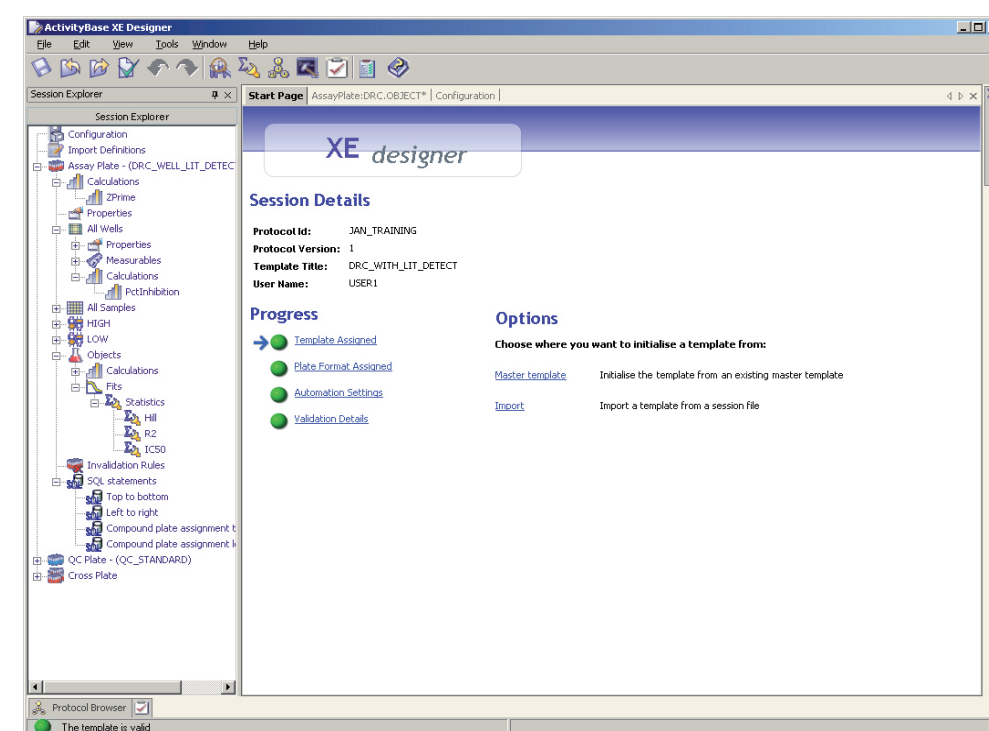 ActivityBase XE Designer
File Edit View Tools Window Help
Session Explorer
Start Page AssayPlate:DRC.OBJECT* Configuration
Session Explorer
Configuration
Import Definitions
Assay Plate - (DRC_WELL_LIT_DETEC
Calculations
ZPrime
Properties
All Wells
Properties
Measurables
Calculations
PctInhibition
All Samples
HIGH
LOW
Objects
Calculations
Fits
Statistics
Hill
R2
IC50
Invalidation Rules
SQL statements
Top to bottom
Left to right
Compound plate assignment t
Compound plate assignment l
QC Plate - (QC_STANDARD)
Cross Plate
XE designer
Session Details
Protocol Id: JAN_TRAINING
Protocol Version: 1
Template Title: DRC_WITH_LIT_DETECT
User Name: USER1
Progress
Template Assigned
Plate Format Assigned
Automation Settings
Validation Details
Options
Choose where you want to initialise a template from:
Master template Initialise the template from an existing master template
Import Import a template from a session file
Protocol Browser
The template is valid